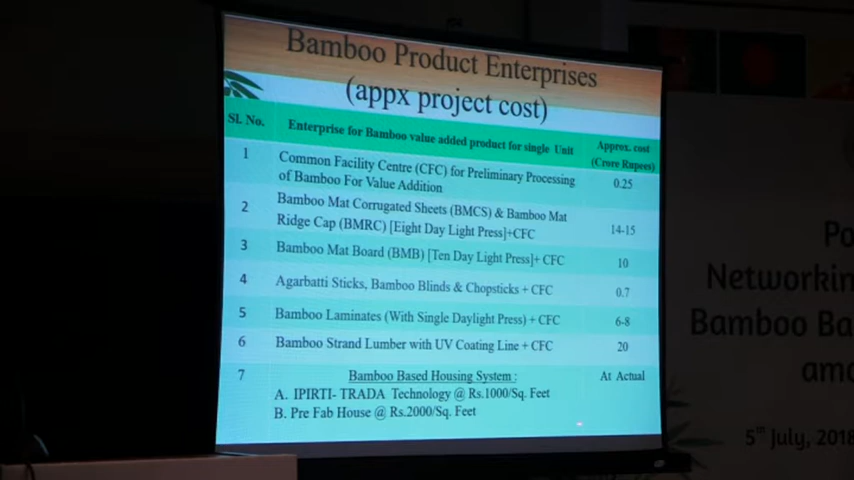 Bamboo Product Enterprises
(appx project cost)
Sl. No.
Enterprise for Bamboo value added product for single Unit
Approx. cost
(Crore Rupees)
1
Common Facility Centre (CFC) for Preliminary Processing
of Bamboo For Value Addition
0.25
2
Bamboo Mat Corrugated Sheets (BMCS) & Bamboo Mat
Ridge Cap (BMRC) [Eight Day Light Press]+CFC
14-15
3
Bamboo Mat Board (BMB) [Ten Day Light Press]+ CFC
10
4
Agarbatti Sticks, Bamboo Blinds & Chopsticks + CFC
0.7
5
Bamboo Laminates (With Single Daylight Press) + CFC
6-8
6
Bamboo Strand Lumber with UV Coating Line + CFC
20
7
Bamboo Based Housing System :
At Actual
A. IPIRTI- TRADA Technology @ Rs.1000/Sq. Feet
B. Pre Fab House @ Rs.2000/Sq. Feet
Po
Networking
Bamboo Ba
amo
5th July, 2018